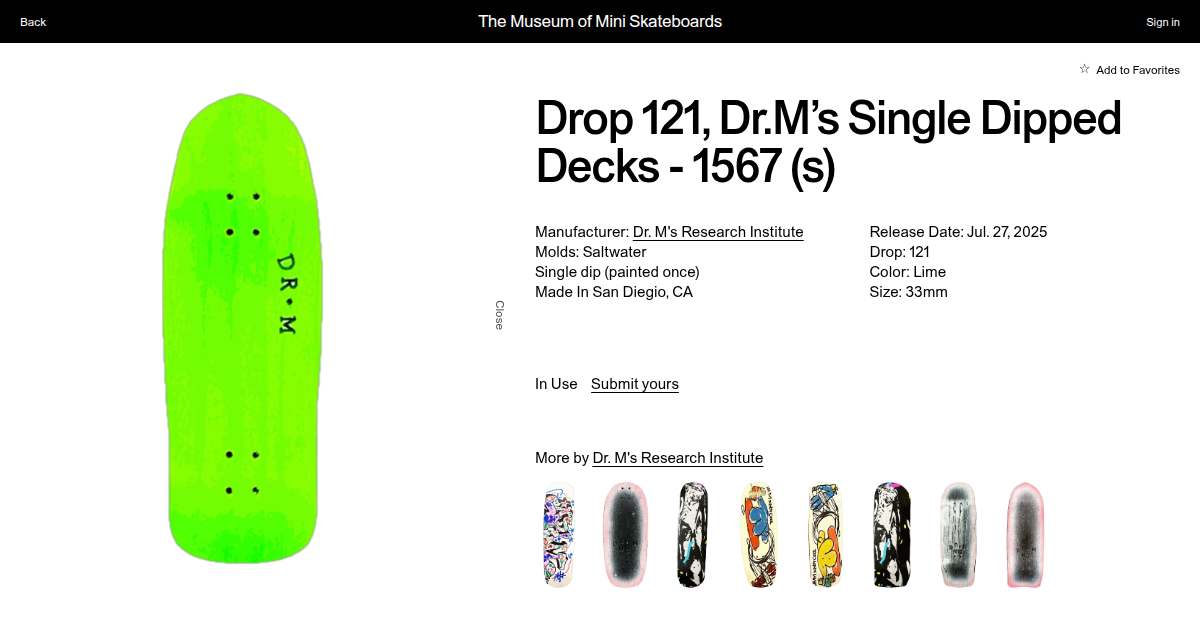 Back
The Museum of Mini Skateboards
Sign in
☆ Add to Favorites
DR•M
Close
Drop 121, Dr.M’s Single Dipped
Decks - 1567 (s)
Manufacturer: Dr. M's Research Institute
Molds: Saltwater
Single dip (painted once)
Made In San Diegio, CA
Release Date: Jul. 27, 2025
Drop: 121
Color: Lime
Size: 33mm
In Use Submit yours
More by Dr. M's Research Institute